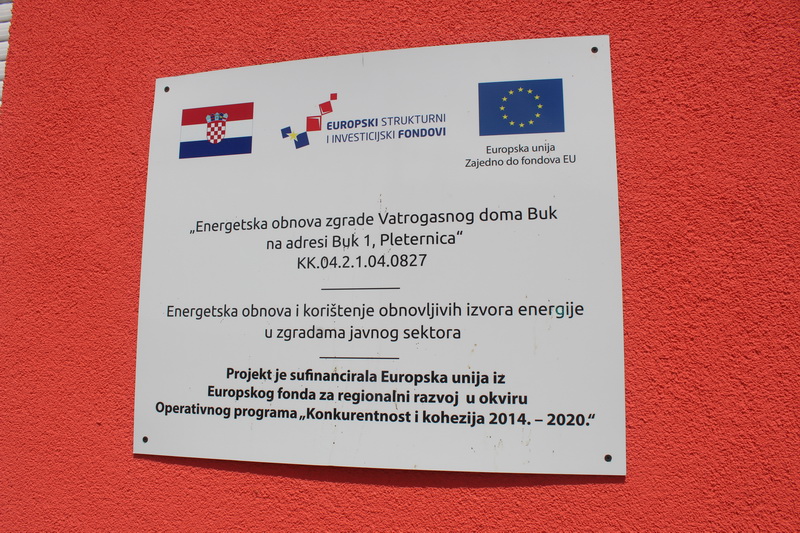 EUROPSKI STRUKTURNI
I INVESTICIJSKI FONDOVI
Europska unija
Zajedno do fondova EU
„Energetska obnova zgrade Vatrogasnog doma Buk
na adresi Buk 1, Pleternica“
KK.04.2.1.04.0827
Energetska obnova i korištenje obnovljivih izvora energije
u zgradama javnog sektora
Projekt je sufinancirala Europska unija iz
Europskog fonda za regionalni razvoj u okviru
Operativnog programa „Konkurentnost i kohezija 2014. – 2020.“